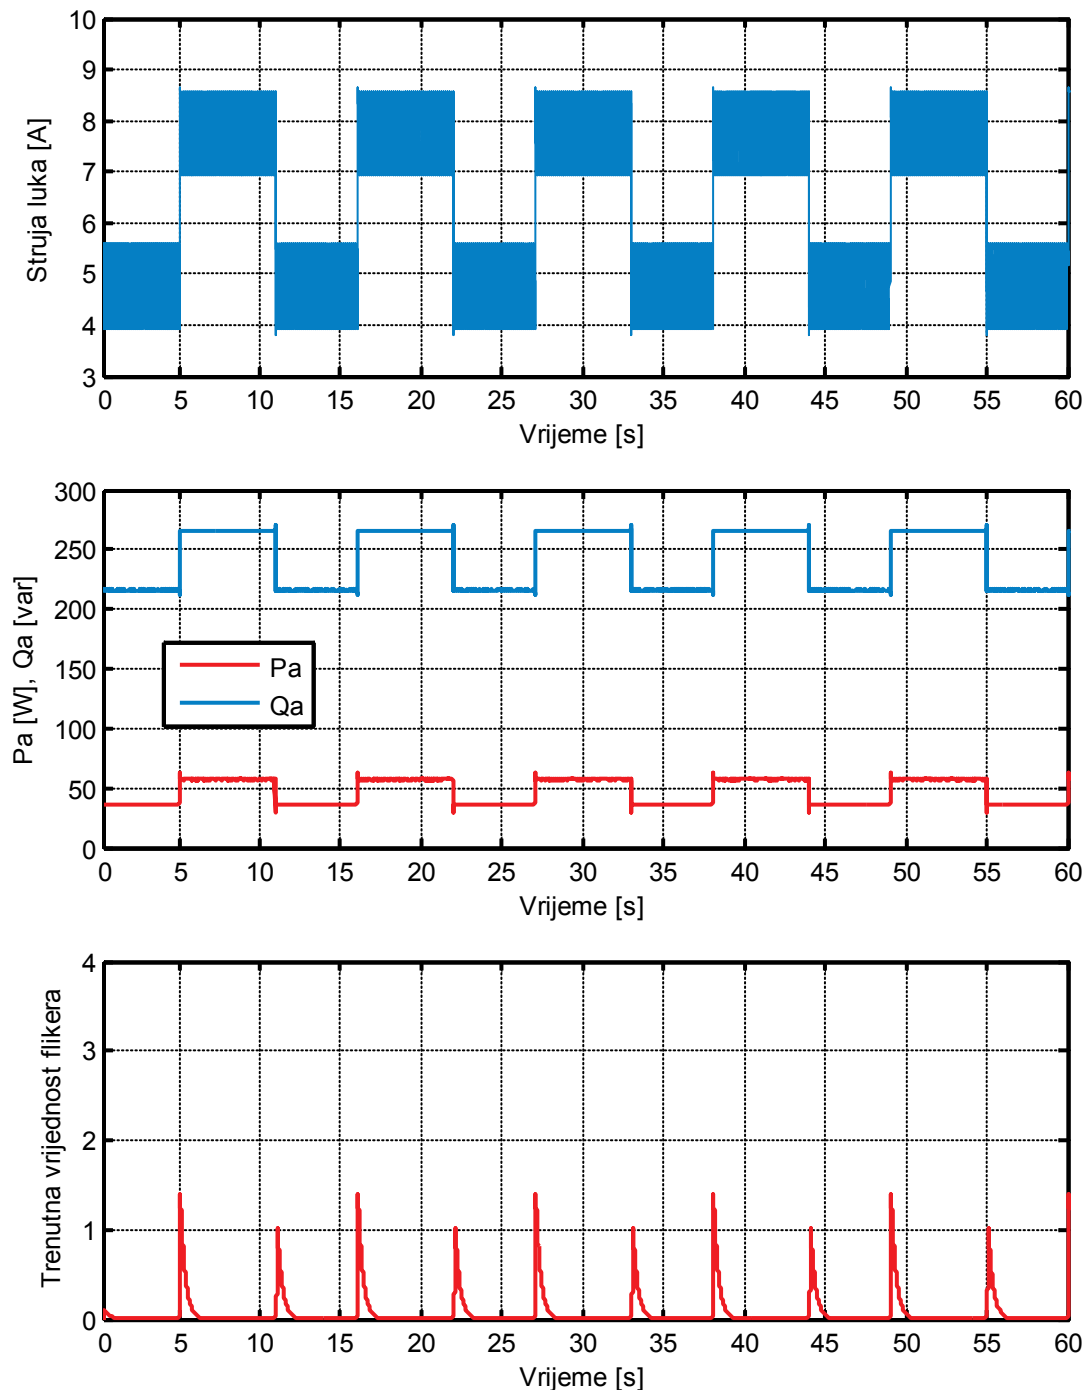 10
9
8
7
6
5
4
3
Struja luka [A]
0 5 10 15 20 25 30 35 40 45 50 55 60
Vrijeme [s]
300
250
200
150
100
50
0
Pa [W], Qa [var]
Pa
Qa
0 5 10 15 20 25 30 35 40 45 50 55 60
Vrijeme [s]
4
3
2
1
0
Trenutna vrijednost flikera
0 5 10 15 20 25 30 35 40 45 50 55 60
Vrijeme [s]